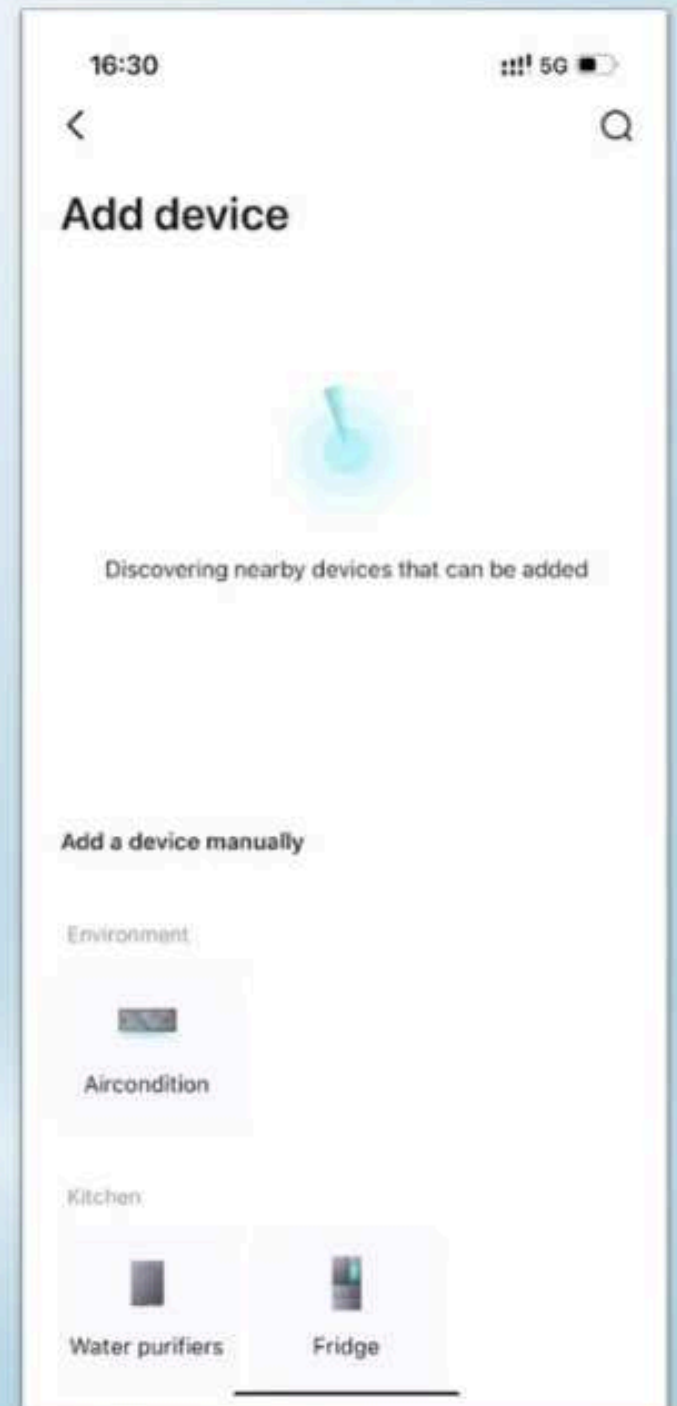 16:30
5G
Add device
Discovering nearby devices that can be added
Add a device manually
Environment
Aircondition
Kitchen
Water purifiers
Fridge